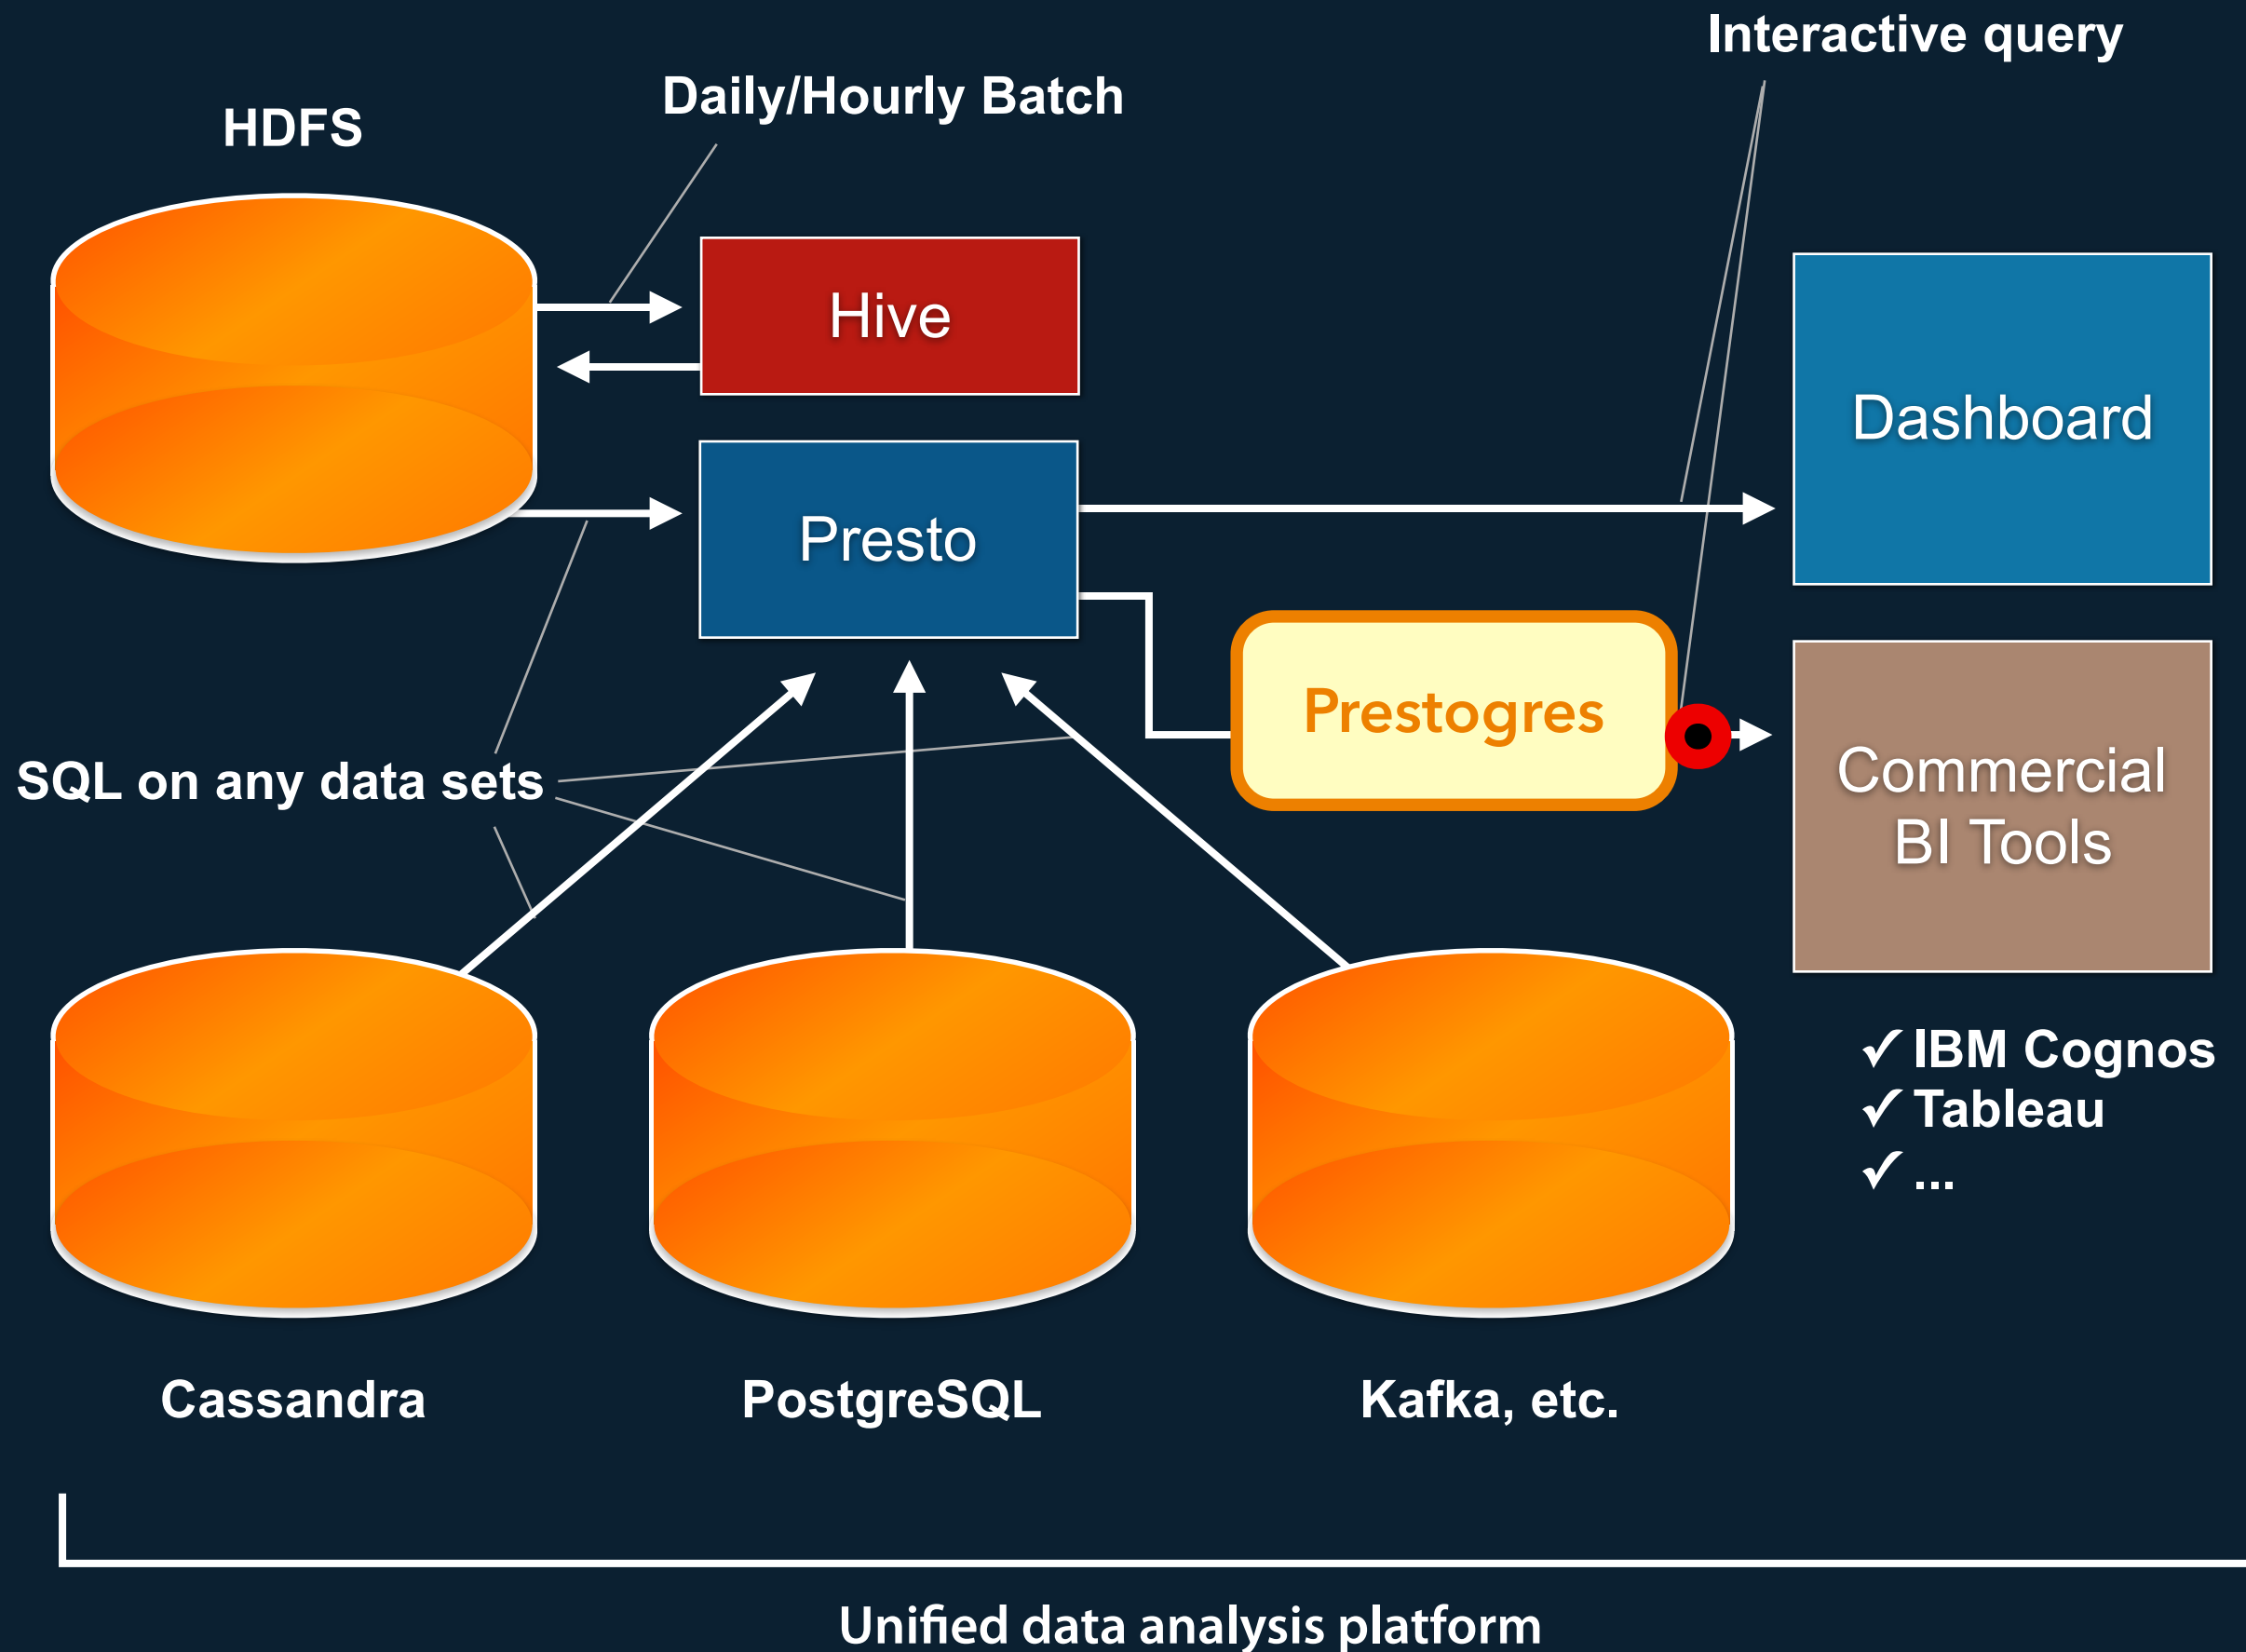 Interactive query
Daily/Hourly Batch
HDFS
Hive
Dashboard
Presto
Prestogres
Commercial
BI Tools
SQL on any data sets
✓ IBM Cognos
✓ Tableau
✓ ...
Cassandra
PostgreSQL
Kafka, etc.
Unified data analysis platform